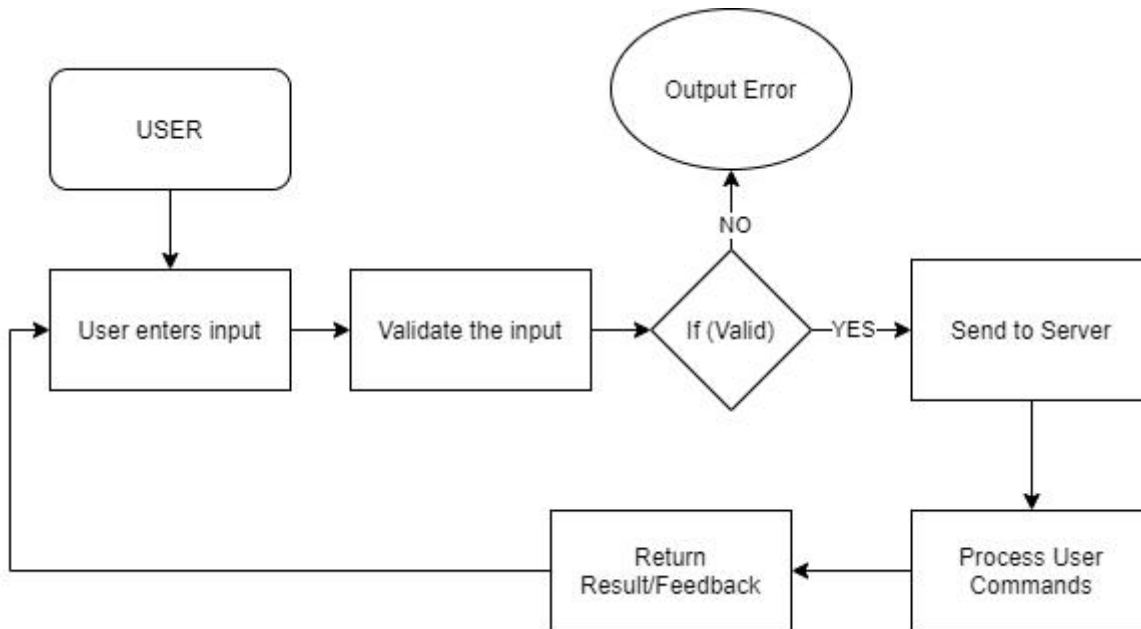 Output Error
USER
NO
User enters input
Validate the input
If (Valid)
YES
Send to Server
Return
Result/Feedback
Process User
Commands